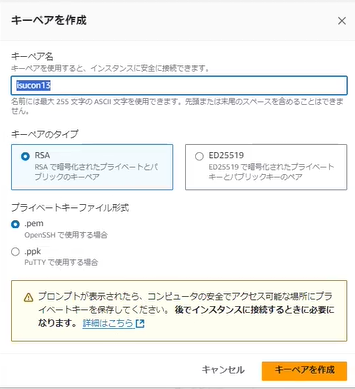 キーペアを作成
キーペア名
キーペアを使用すると、インスタンスに安全に接続できます。
isucon13
名前には最大 255 文字の ASCII 文字を使用できます。先頭または末尾のスペースを含めることはできま
せん。
キーペアのタイプ
RSA
RSA で暗号化されたプライベートとパ
ブリックのキーペア
ED25519
ED25519 で暗号化されたプライベート
キーとパブリックキーのペア
プライベートキーファイル形式
.pem
OpenSSH で使用する場合
.ppk
PuTTY で使用する場合
プロンプトが表示されたら、コンピュータの安全でアクセス可能な場所にプラ
イベートキーを保存してください。後でインスタンスに接続するときに必要に
なります。 詳細はこちら
キャンセル
キーペアを作成